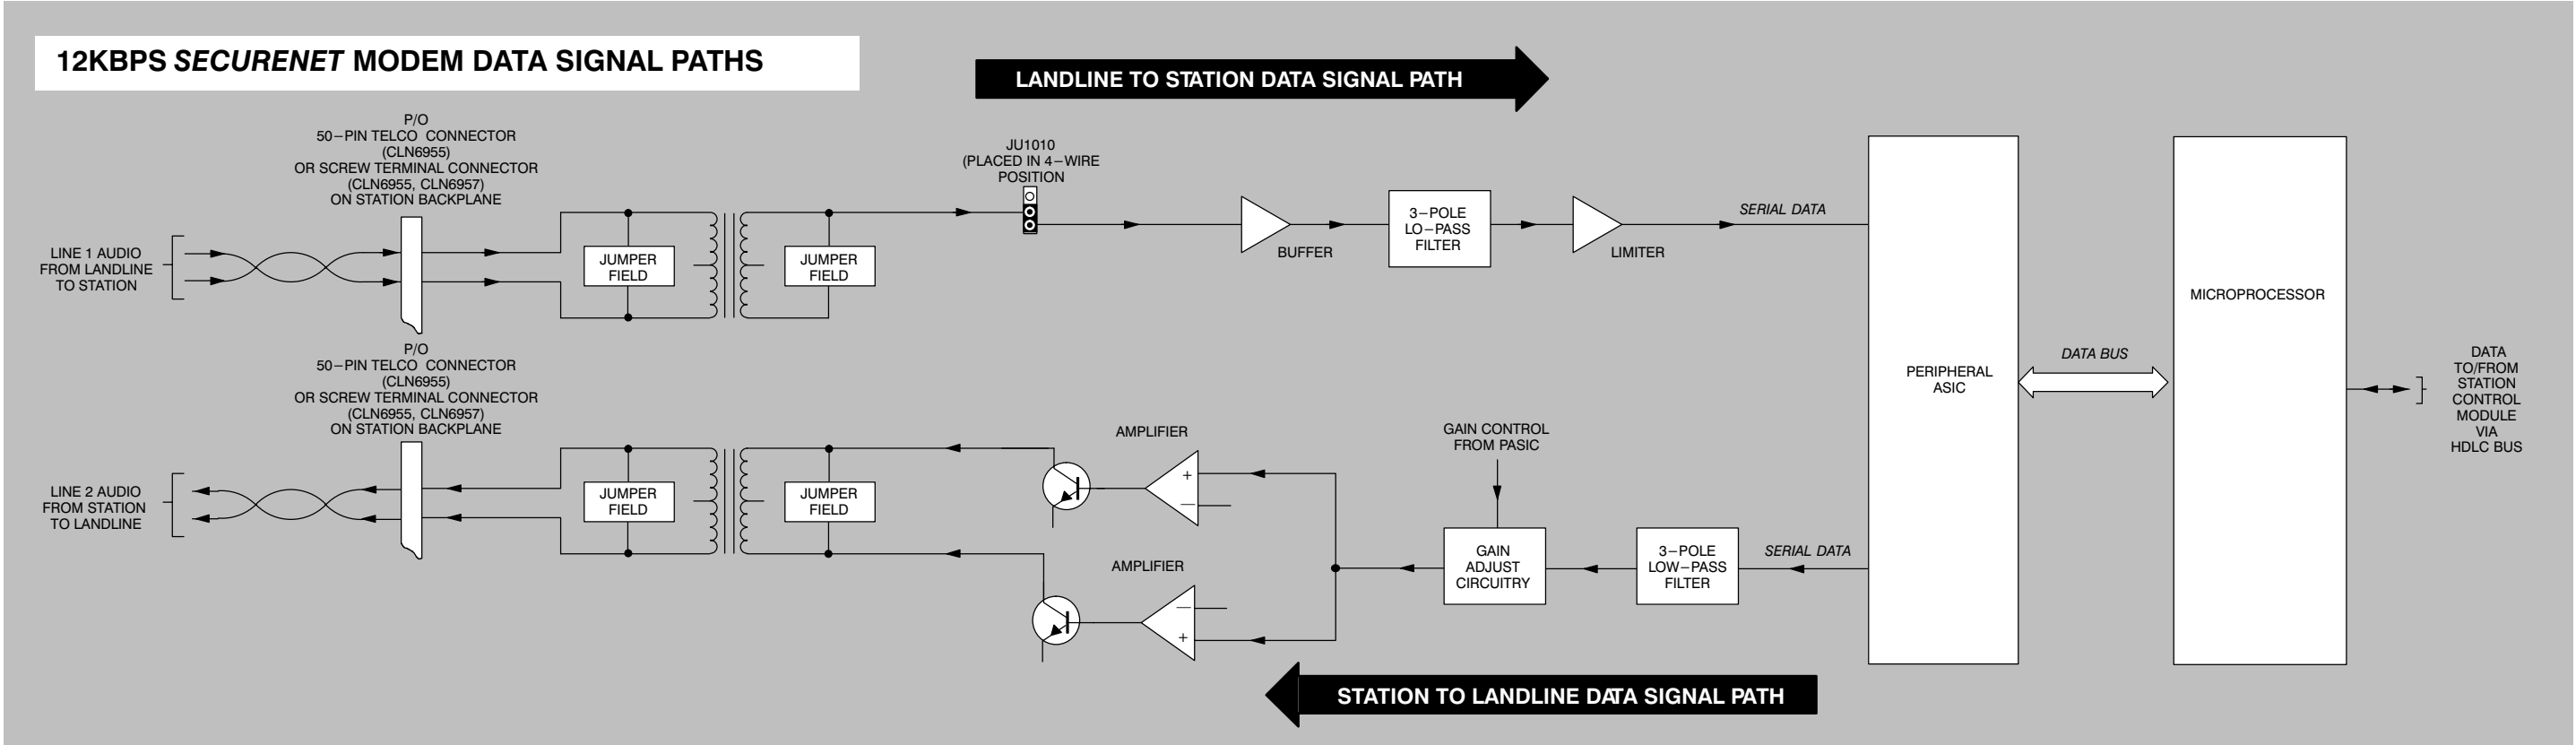 12KBPS SECURENET MODEM DATA SIGNAL PATHS
LANDLINE TO STATION DATA SIGNAL PATH
P/O
50−PIN TELCO CONNECTOR
(CLN6955)
OR SCREW TERMINAL CONNECTOR
(CLN6955, CLN6957)
ON STATION BACKPLANE
LINE 1 AUDIO
FROM LANDLINE
TO STATION
JUMPER
FIELD
JUMPER
FIELD
JU1010
(PLACED IN 4−WIRE
POSITION
BUFFER
3−POLE
LO−PASS
FILTER
LIMITER
SERIAL DATA
PERIPHERAL
ASIC
DATA BUS
MICROPROCESSOR
DATA
TO/FROM
STATION
CONTROL
MODULE
VIA
HDLC BUS
P/O
50−PIN TELCO CONNECTOR
(CLN6955)
OR SCREW TERMINAL CONNECTOR
(CLN6955, CLN6957)
ON STATION BACKPLANE
LINE 2 AUDIO
FROM STATION
TO LANDLINE
JUMPER
FIELD
JUMPER
FIELD
AMPLIFIER
+
−
AMPLIFIER
−
+
GAIN CONTROL
FROM PASIC
GAIN
ADJUST
CIRCUITRY
3−POLE
LOW−PASS
FILTER
SERIAL DATA
STATION TO LANDLINE DATA SIGNAL PATH